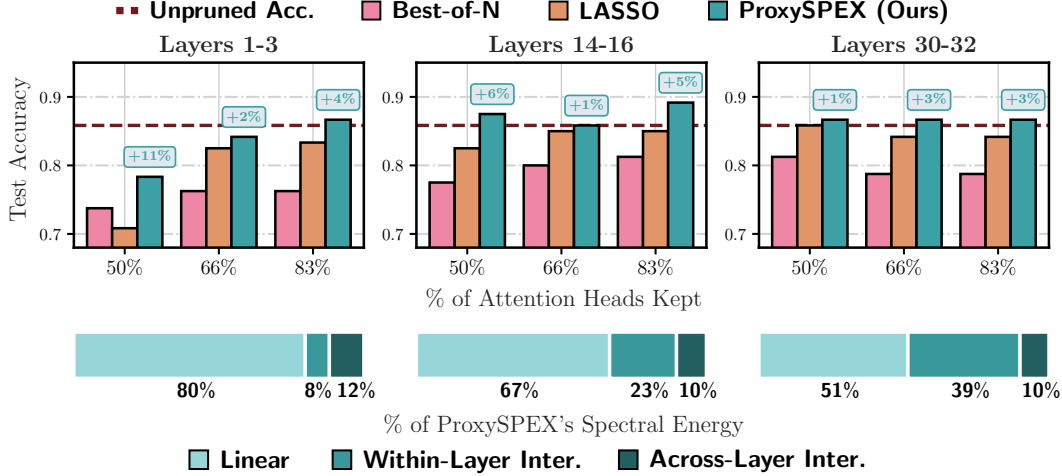 Unpruned Acc. Best-of-N LASSO ProxySPEX (Ours)
Layers 1-3 Layers 14-16 Layers 30-32
Test Accuracy
0.9
0.8
0.7
+11% +2% +4%
+6% +1% +5%
+1% +3% +3%
50% 66% 83% 50% 66% 83% 50% 66% 83%
% of Attention Heads Kept
80% 8% 12% 67% 23% 10% 51% 39% 10%
% of ProxySPEX's Spectral Energy
Linear Within-Layer Inter. Across-Layer Inter.